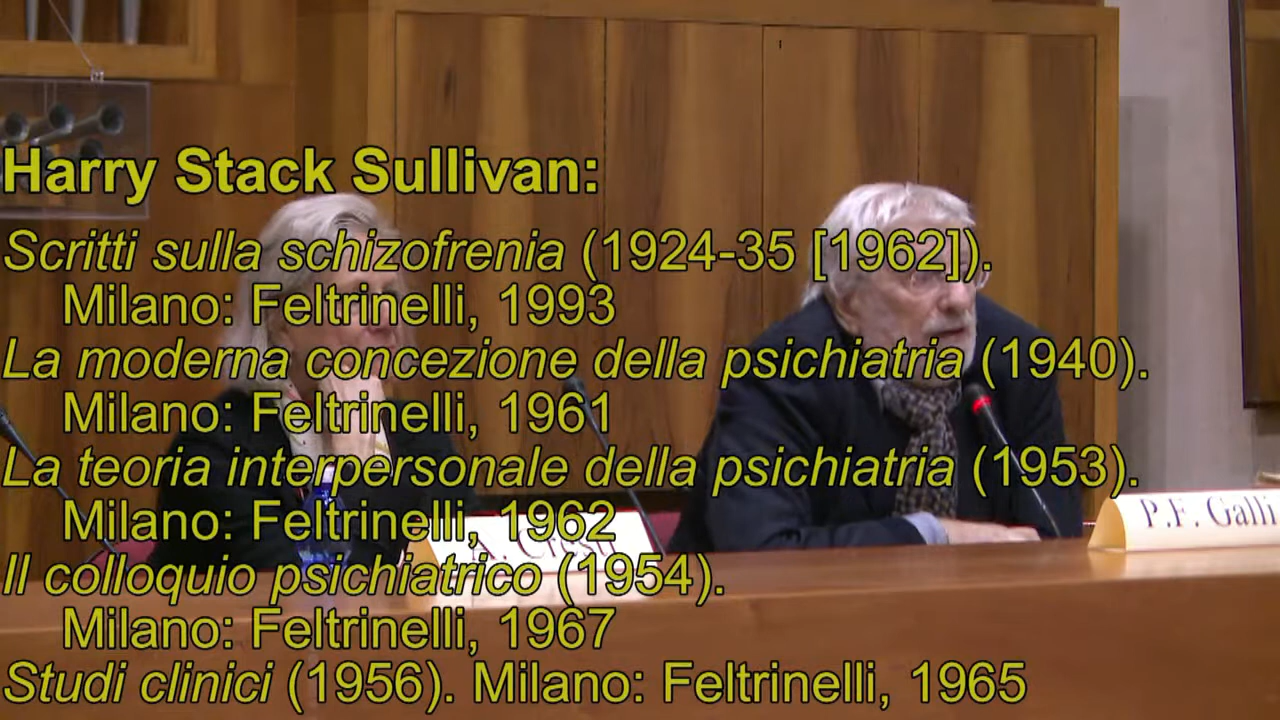 Harry Stack Sullivan:
Scritti sulla schizofrenia (1924-35 [1962]).
Milano: Feltrinelli, 1993
La moderna concezione della psichiatria (1940).
Milano: Feltrinelli, 1961
La teoria interpersonale della psichiatria (1953).
Milano: Feltrinelli, 1962
Il colloquio psichiatrico (1954).
Milano: Feltrinelli, 1967
Studi clinici (1956). Milano: Feltrinelli, 1965
A.
P.F. Galli